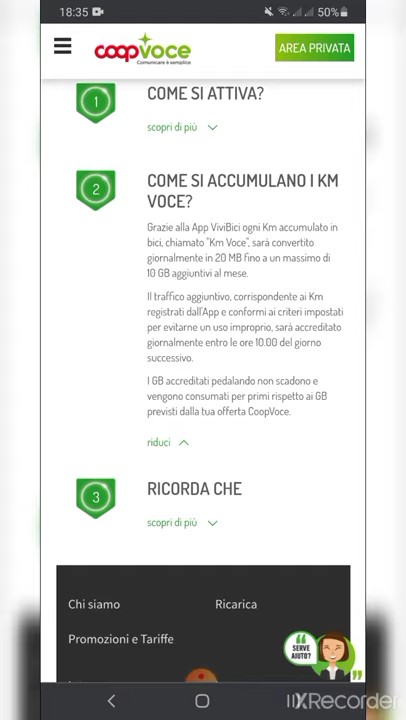 18:35
50%
coopvoce
Comunicare è semplice
AREA PRIVATA
1
COME SI ATTIVA?
scopri di più
2
COME SI ACCUMULANO I KM
VOCE?
Grazie alla App ViviBici ogni Km accumulato in
bici, chiamato "Km Voce", sarà convertito
giornalmente in 20 MB fino a un massimo di
10 GB aggiuntivi al mese.
Il traffico aggiuntivo, corrispondente ai Km
registrati dall'App e conformi ai criteri impostati
per evitarne un uso improprio, sarà accreditato
giornalmente entro le ore 10.00 del giorno
successivo.
I GB accreditati pedalando non scadono e
vengono consumati per primi rispetto ai GB
previsti dalla tua offerta CoopVoce.
riduci
3
RICORDA CHE
scopri di più
Chi siamo
Ricarica
Promozioni e Tariffe
SERVE
AIUTO?
XRecorder